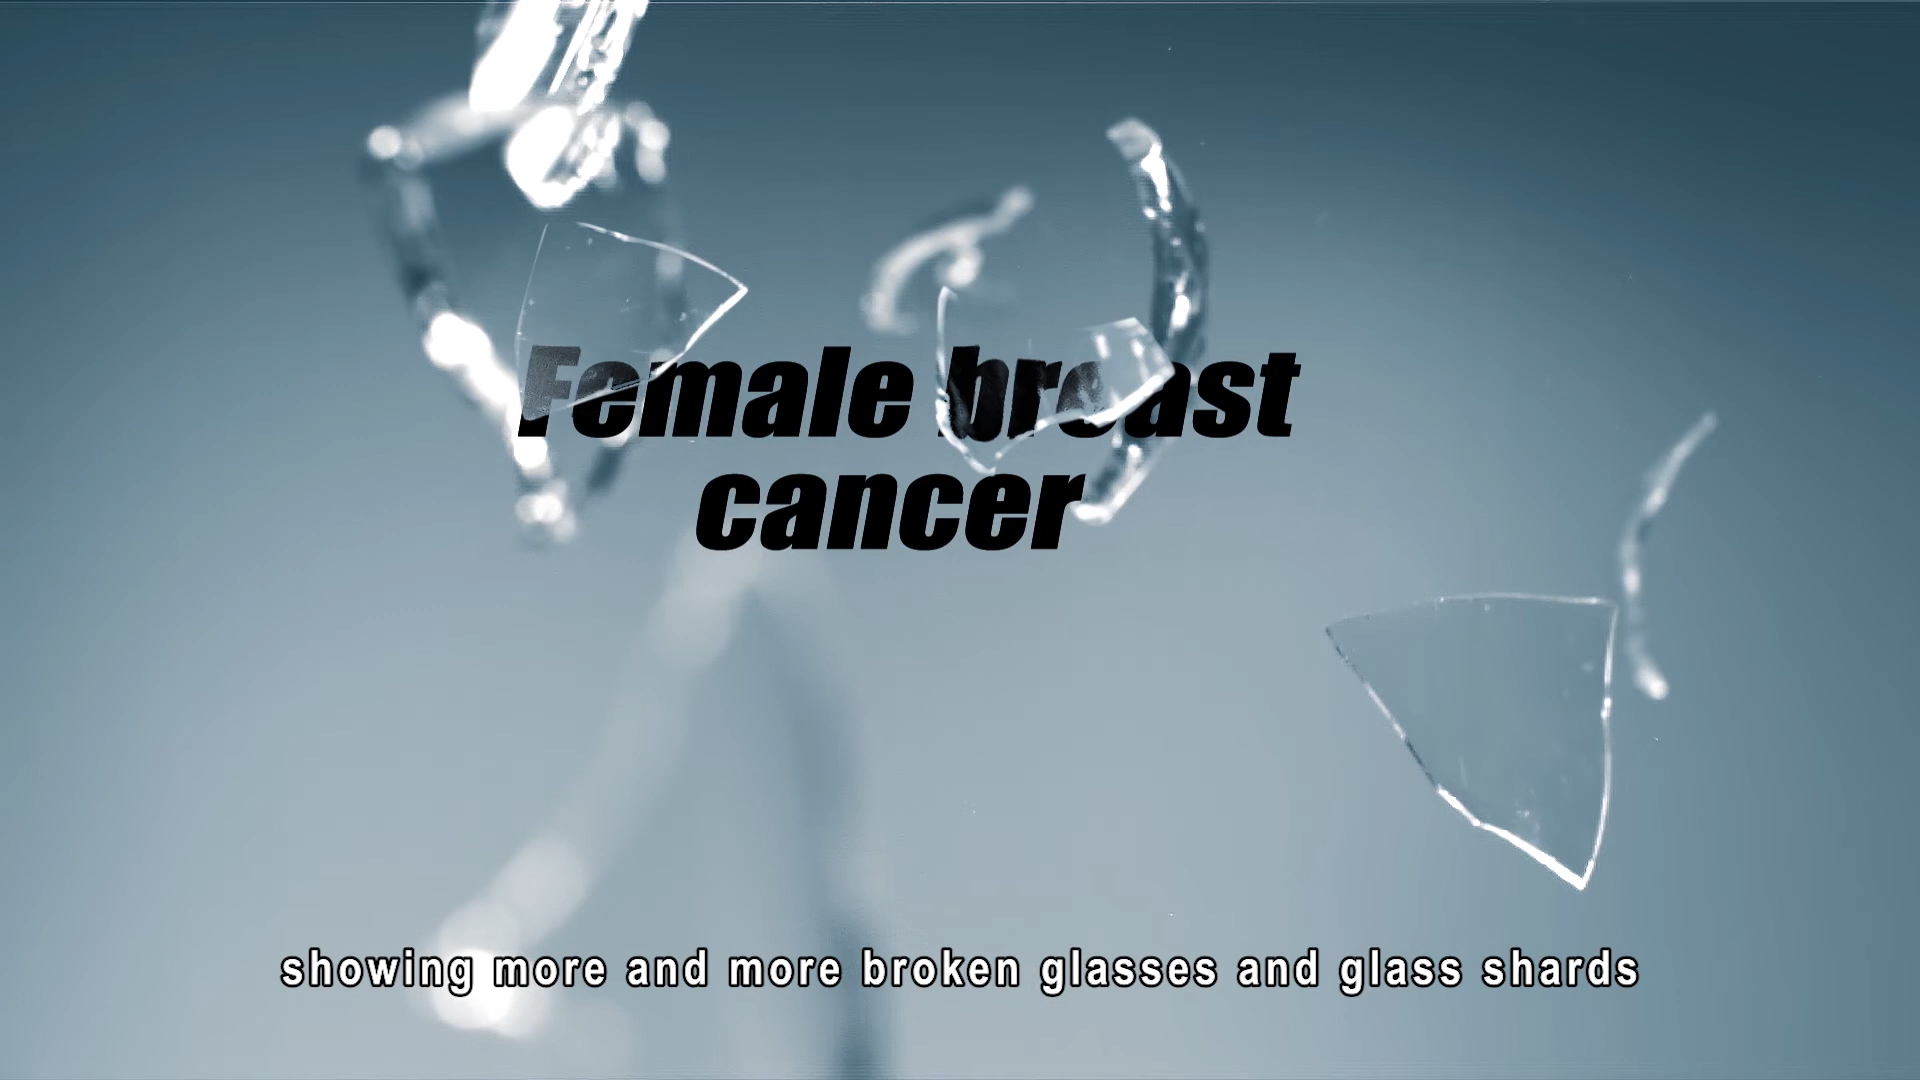 Female breast
cancer
showing more and more broken glasses and glass shards